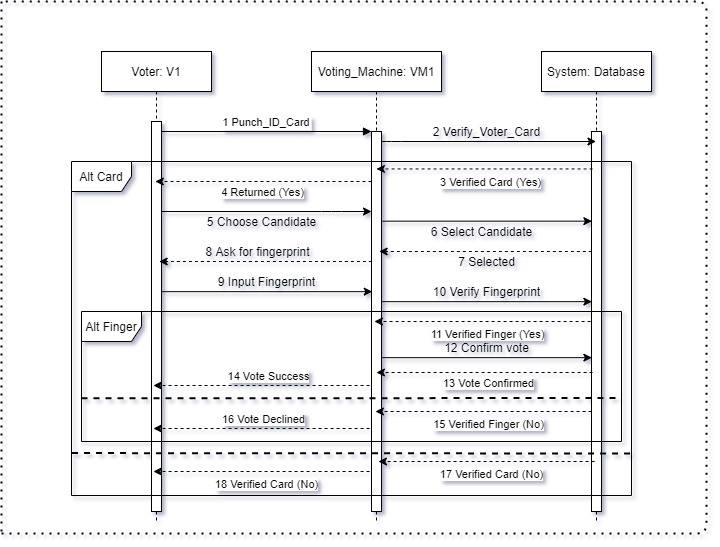 Voter: V1
Voting_Machine: VM1
System: Database
1 Punch_ID_Card
2 Verify_Voter_Card
Alt Card
3 Verified Card (Yes)
4 Returned (Yes)
5 Choose Candidate
6 Select Candidate
7 Selected
8 Ask for fingerprint
9 Input Fingerprint
10 Verify Fingerprint
Alt Finger
11 Verified Finger (Yes)
12 Confirm vote
13 Vote Confirmed
14 Vote Success
15 Verified Finger (No)
16 Vote Declined
17 Verified Card (No)
18 Verified Card (No)